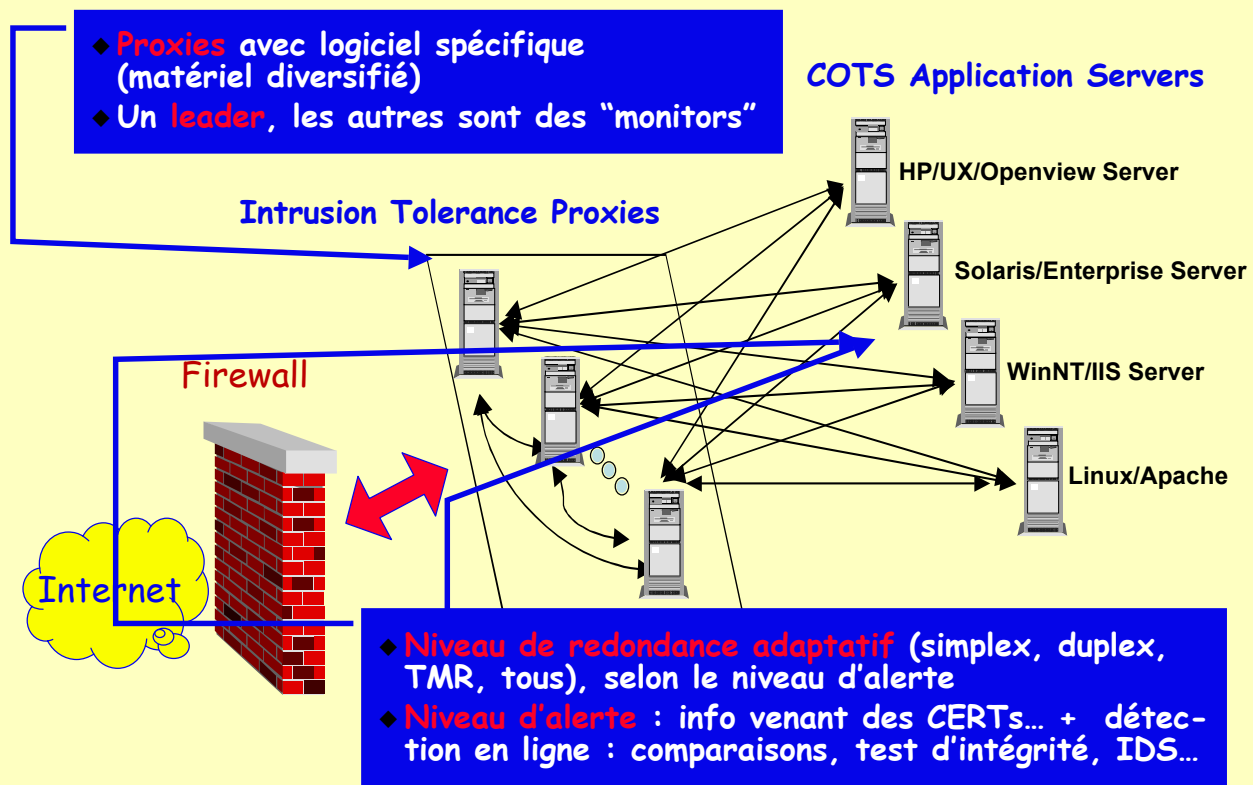 ◆ Proxies avec logiciel spécifique
(matériel diversifié)
◆ Un leader, les autres sont des “monitors”
COTS Application Servers
HP/UX/Openview Server
Intrusion Tolerance Proxies
Solaris/Enterprise Server
Firewall
WinNT/IIS Server
Linux/Apache
Internet
◆ Niveau de redondance adaptatif (simplex, duplex,
TMR, tous), selon le niveau d’alerte
◆ Niveau d’alerte : info venant des CERTs… + détec-
tion en ligne : comparaisons, test d’intégrité, IDS…